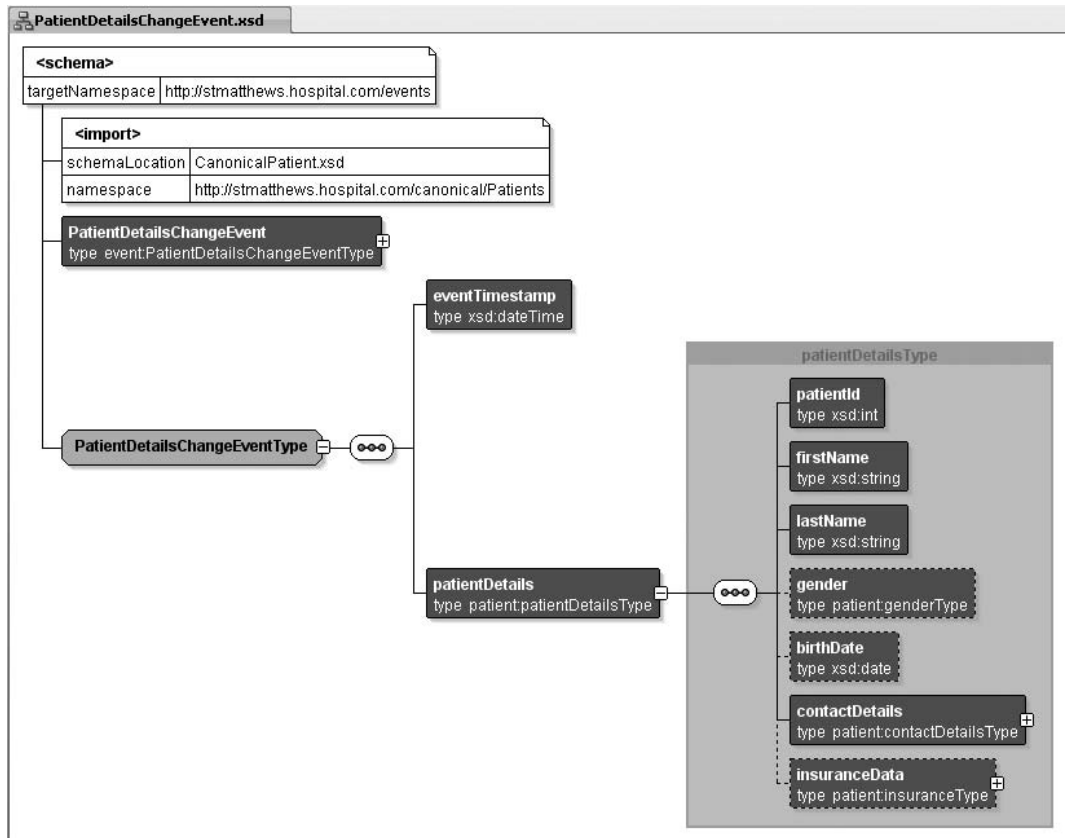 PatientDetailsChangeEvent.xsd
<schema>
targetNamespace http://stmatthews.hospital.com/events
<import>
schemaLocation CanonicalPatient.xsd
namespace http://stmatthews.hospital.com/canonical/Patients
PatientDetailsChangeEvent
type event:PatientDetailsChangeEventType
PatientDetailsChangeEventType
eventTimestamp
type xsd:dateTime
patientDetails
type patient:patientDetailsType
patientDetailsType
patientId
type xsd:int
firstName
type xsd:string
lastName
type xsd:string
gender
type patient:genderType
birthDate
type xsd:date
contactDetails
type patient:contactDetailsType
insuranceData
type patient:insuranceType